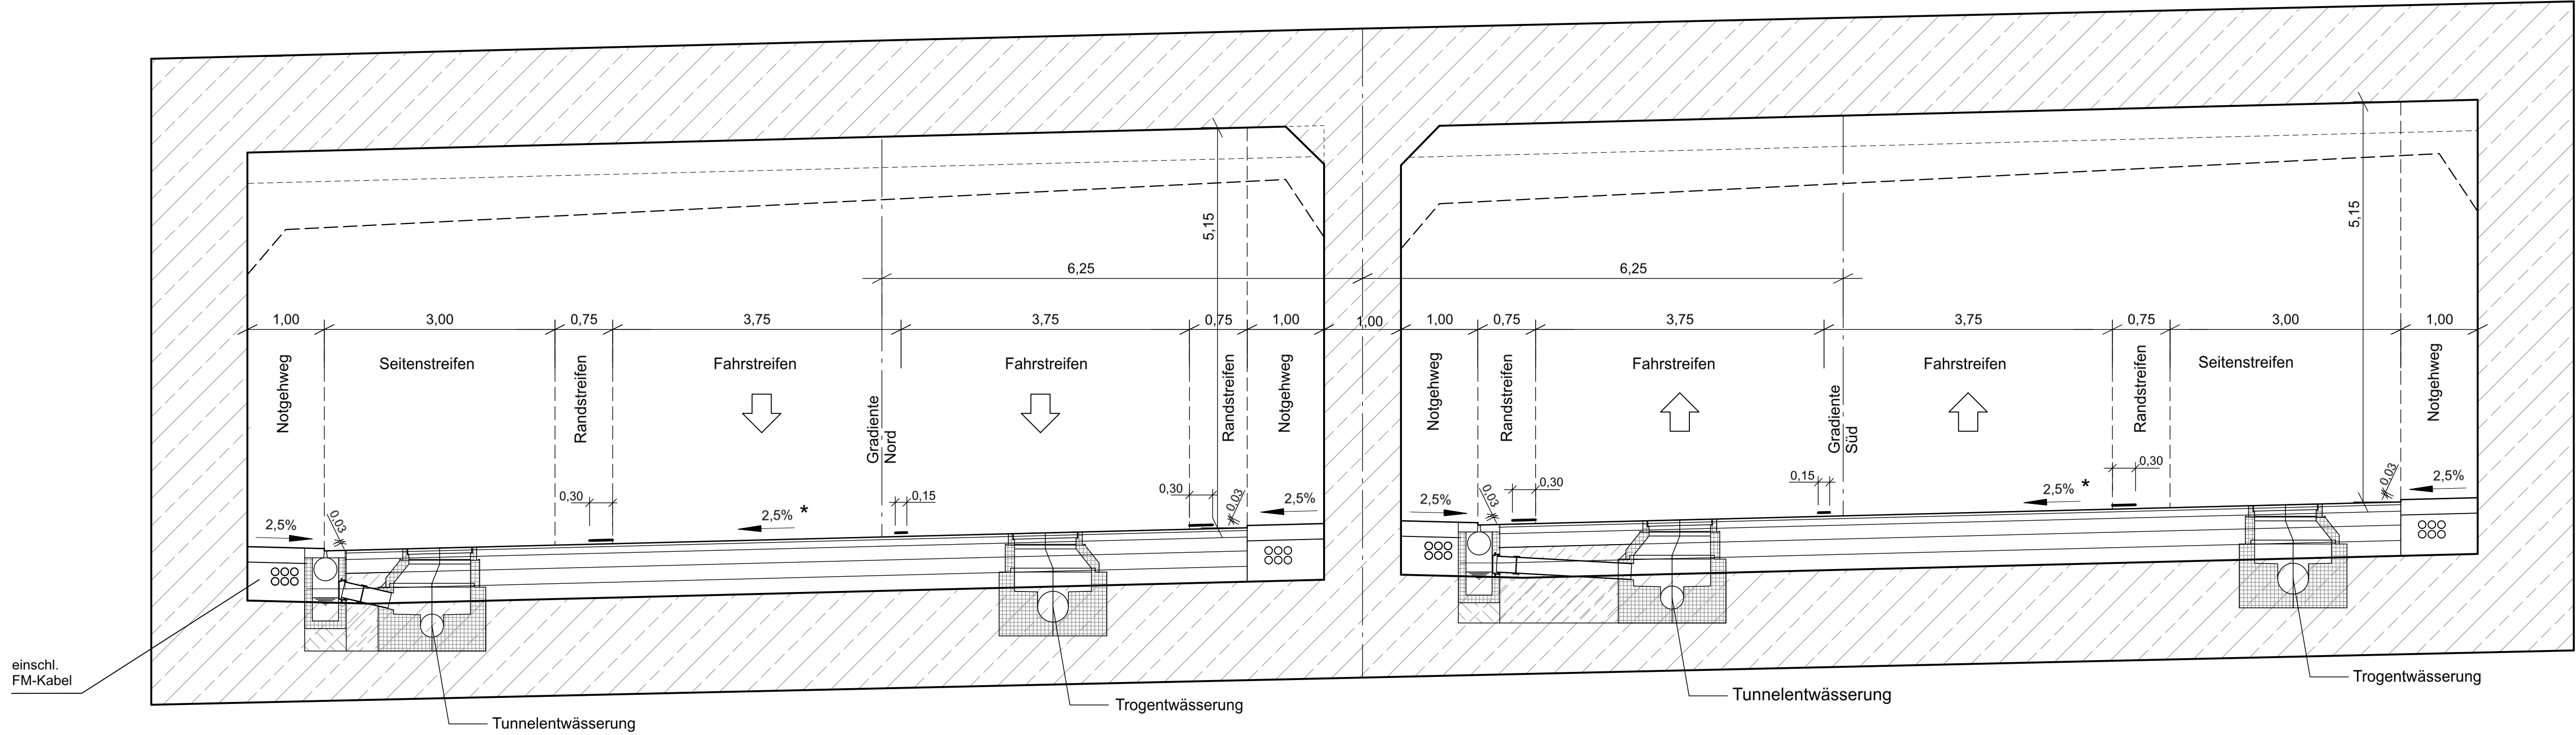 5,15
5,15
6,25
6,25
1,00
3,00
0,75
3,75
3,75
0,75
1,00
1,00
1,00
0,75
3,75
3,75
0,75
3,00
1,00
Notgehweg
Seitenstreifen
Randstreifen
Fahrstreifen
Fahrstreifen
Randstreifen
Notgehweg
Notgehweg
Randstreifen
Fahrstreifen
Fahrstreifen
Randstreifen
Seitenstreifen
Notgehweg
Gradiente
Nord
Gradiente
Süd
2,5%
0,03
0,30
2,5% *
0,15
0,30
0,03
2,5%
2,5%
0,03
0,30
0,15
2,5% *
0,30
0,03
2,5%
einschl.
FM-Kabel
Tunnelentwässerung
Trogentwässerung
Tunnelentwässerung
Trogentwässerung